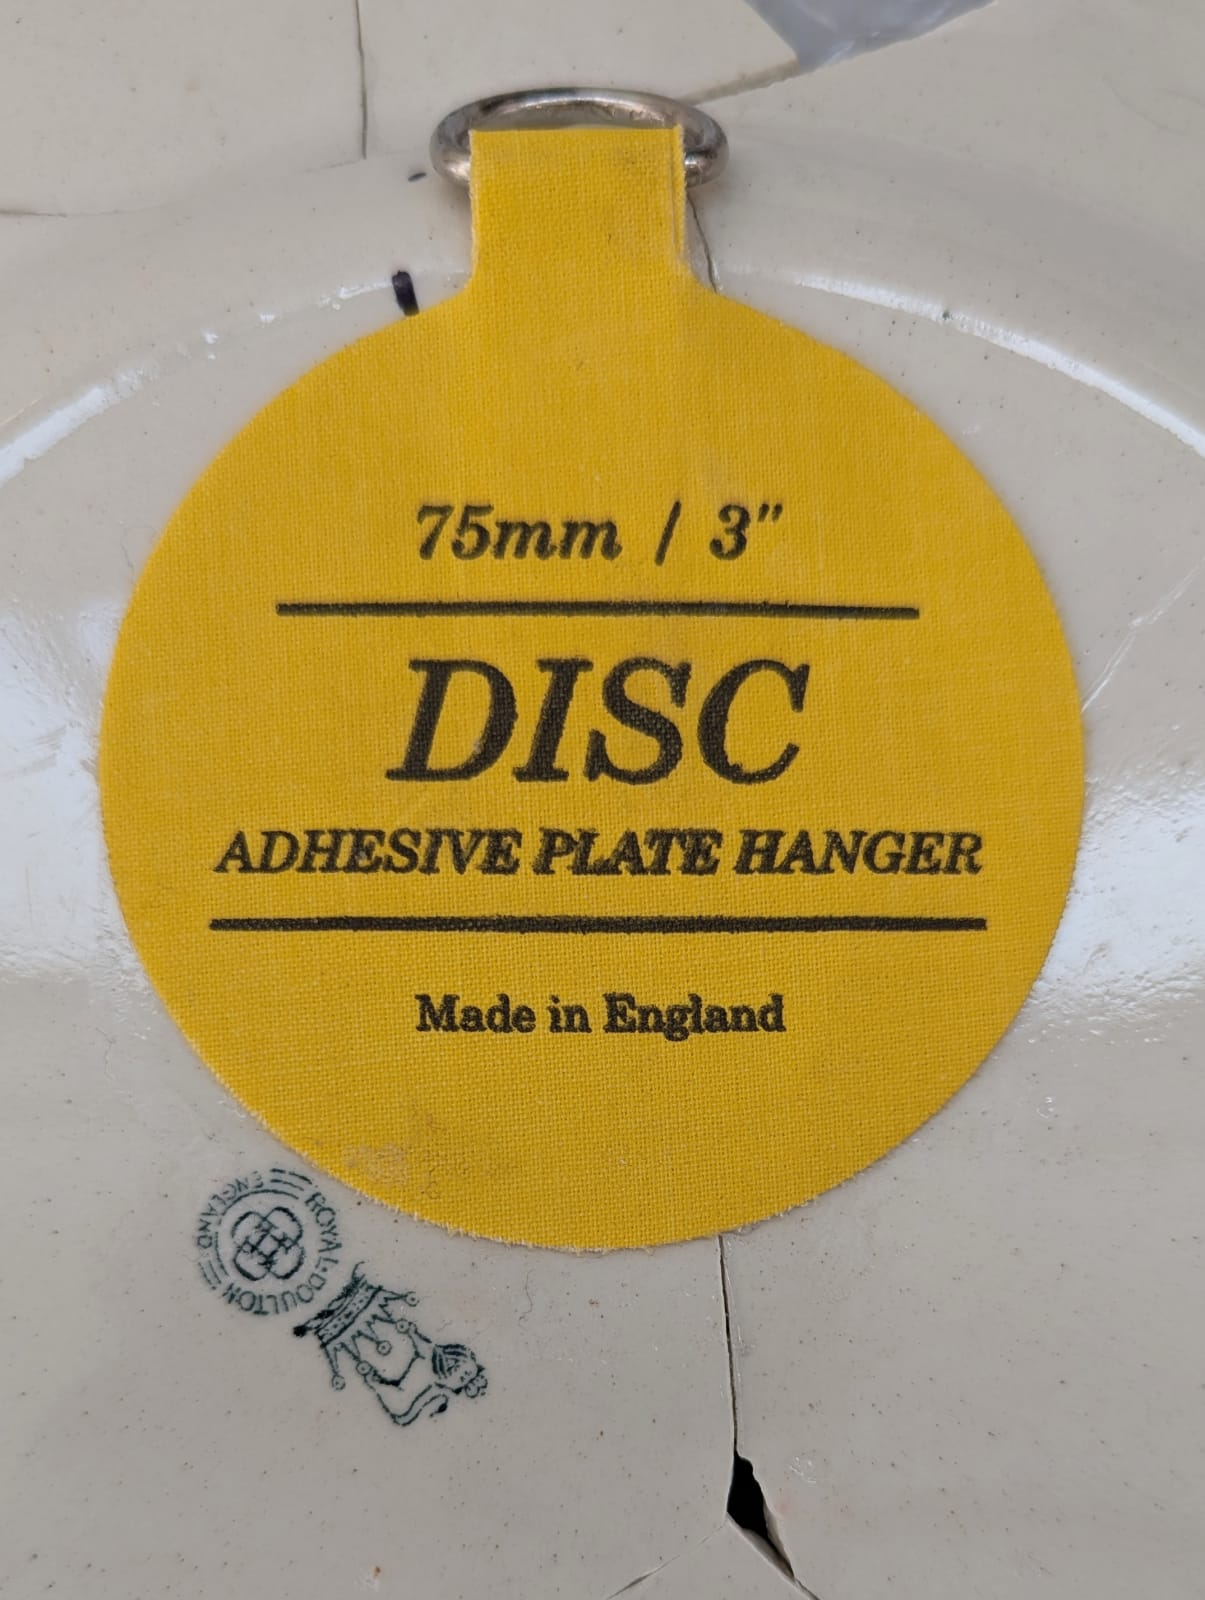 75mm / 3"
DISC
ADHESIVE PLATE HANGER
Made in England
ROYAL·DOULTON
ENGLAND